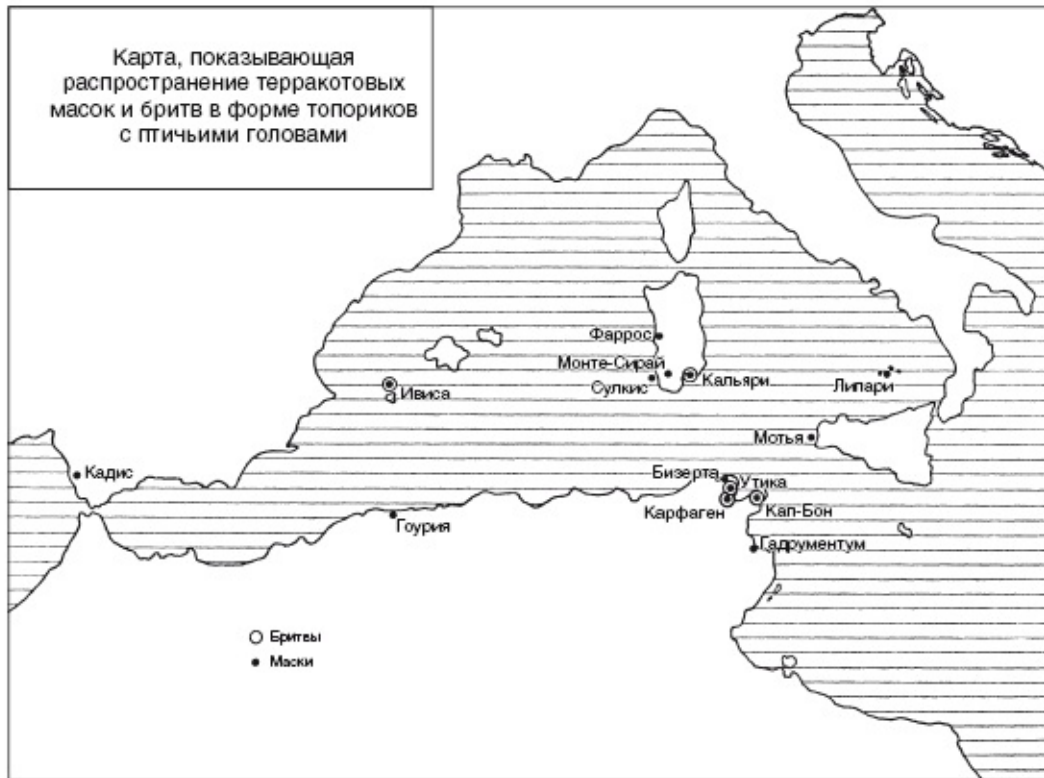 Карта, показывающая
распространение терракотовых
масок и бритв в форме топориков
с птичьими головами
Фаррос
Монте-Сирай
Сулкис
Кальяри
Липари
Ивиса
Мотья
Кадис
Бизерта
Утика
Карфаген
Кап-Бон
Гоурия
Гадрументум
Бритвы
Маски